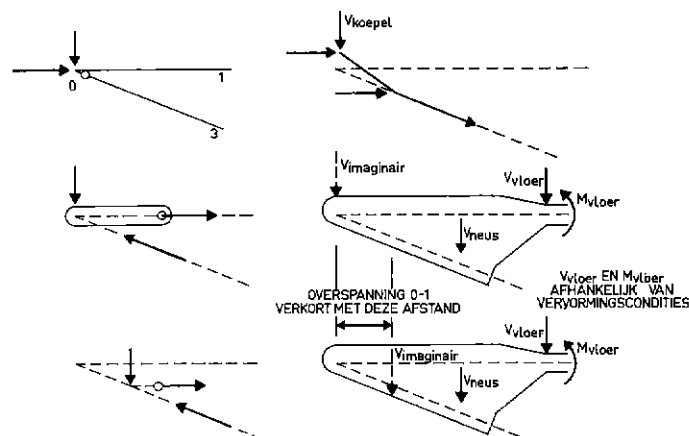 Vkoepel
0
1
3
Vimaginair
Vvloer
Mvloer
Vneus
OVERSPANNING 0-1
VERKORT MET DEZE AFSTAND
Vvloer EN Mvloer
AFHANKELIJK VAN
VERVORMINGSCONDITIES
Vvloer
Mvloer
Vimaginair
Vneus